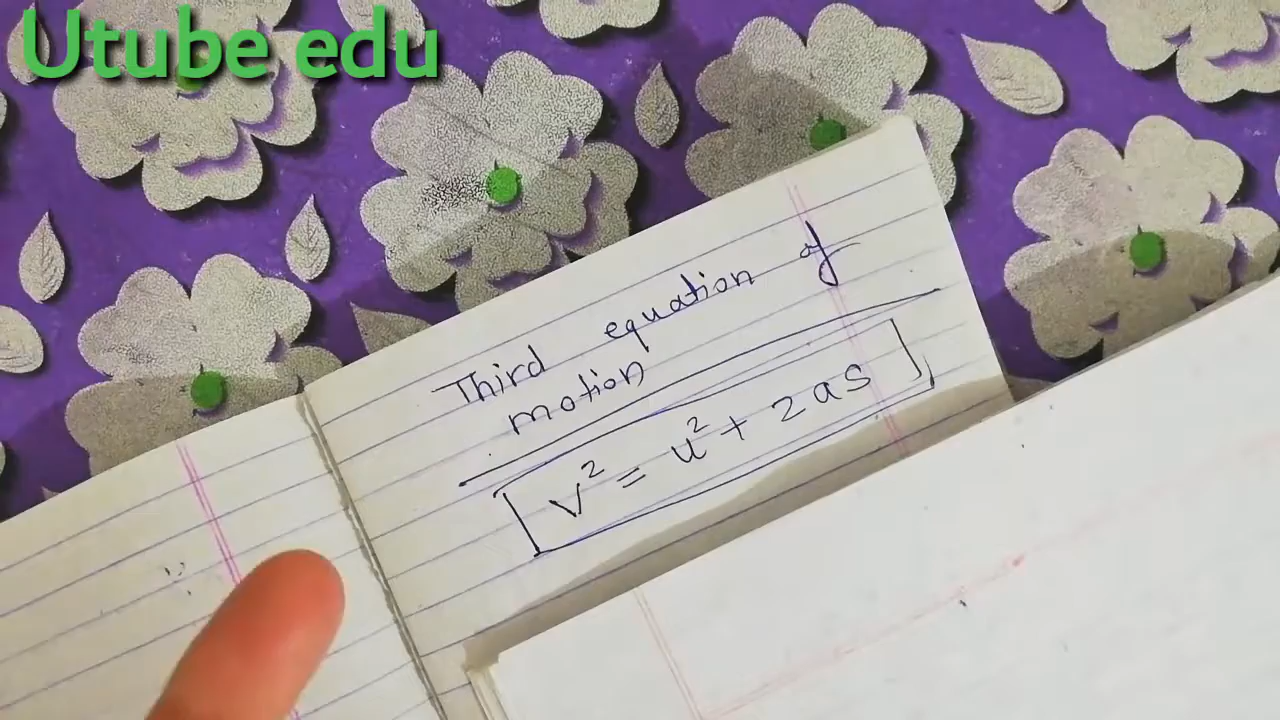 Utube edu
Third equation of
motion
v² = u² + 2as